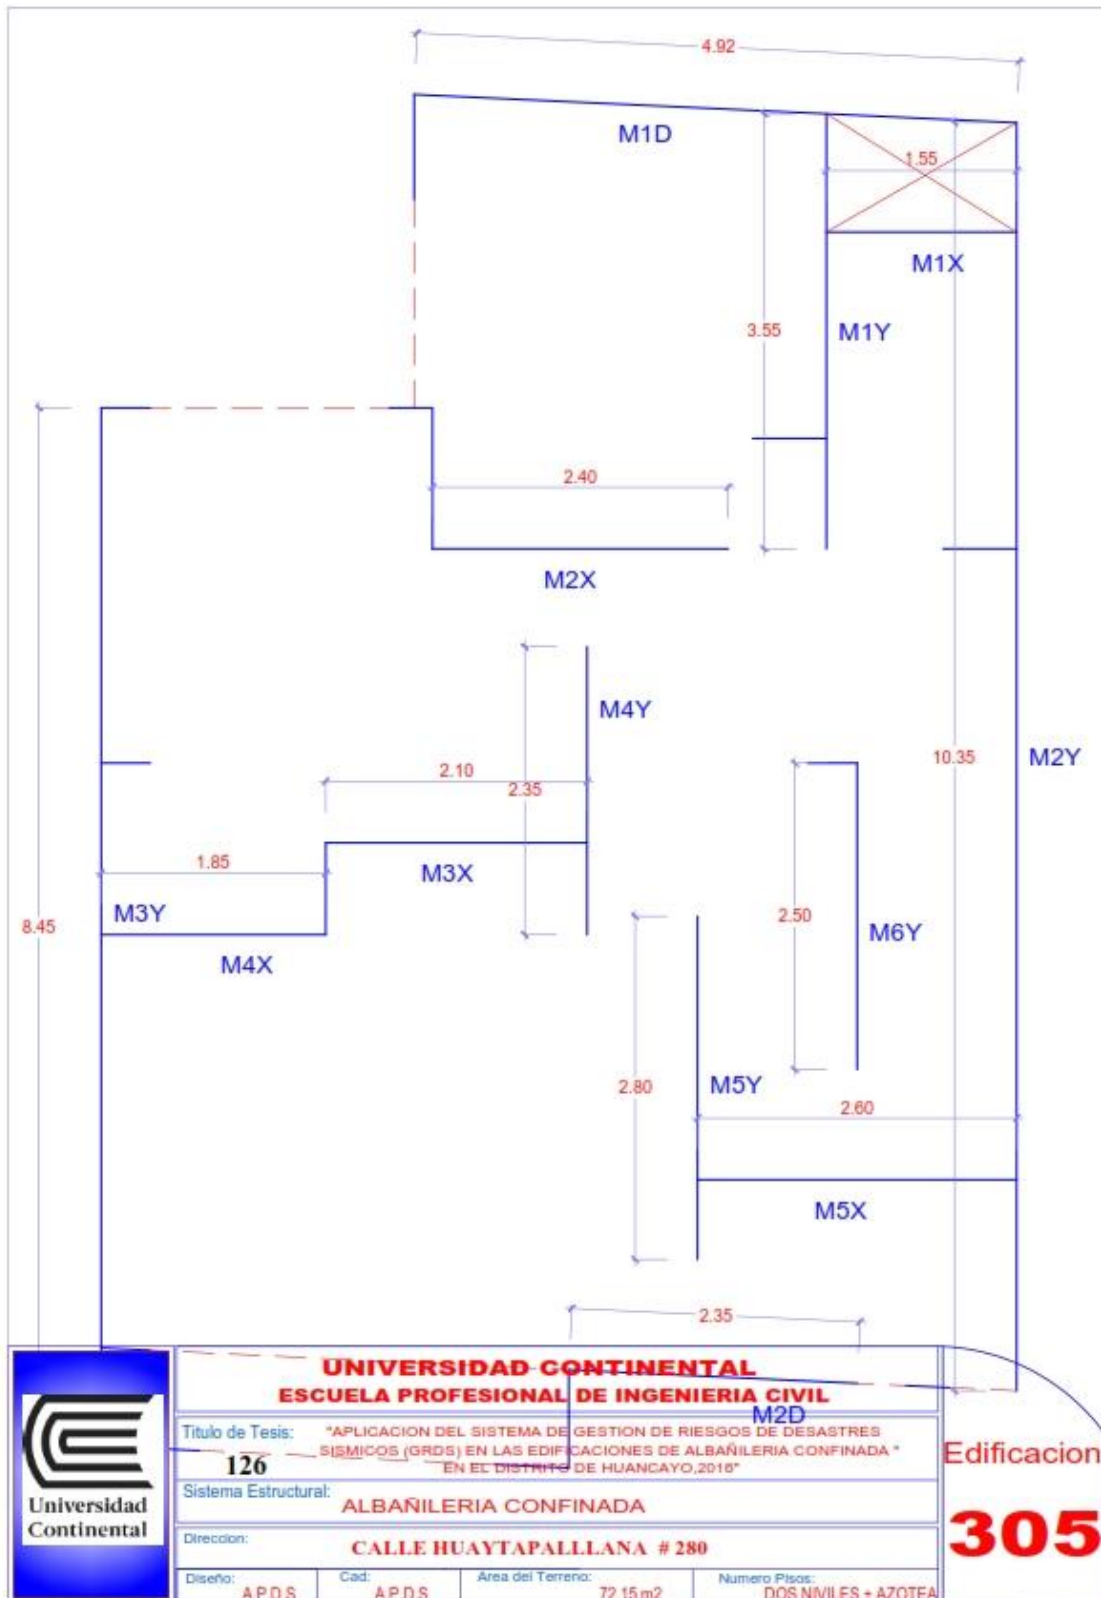 4.92
M1D
1.55
M1X
3.55
M1Y
2.40
M2X
M4Y
2.10
2.35
10.35
M2Y
1.85
M3X
M3Y
8.45
2.50
M6Y
M4X
2.80
M5Y
2.60
M5X
2.35
UNIVERSIDAD CONTINENTAL
ESCUELA PROFESIONAL DE INGENIERIA CIVIL
M2D
Titulo de Tesis:
"APLICACION DEL SISTEMA DE GESTION DE RIESGOS DE DESASTRES
SISMICOS (GRDS) EN LAS EDIFICACIONES DE ALBAÑILERIA CONFINADA "
EN EL DISTRITO DE HUANCAYO,2016"
126
Edificacion
305
Universidad
Continental
Sistema Estructural:
ALBAÑILERIA CONFINADA
Direccion:
CALLE HUAYTAPALLLANA # 280
Diseño:
A.P.D.S
Cad:
A.P.D.S
Area del Terreno:
72.15 m2
Numero Pisos:
DOS NIVILES + AZOTEA